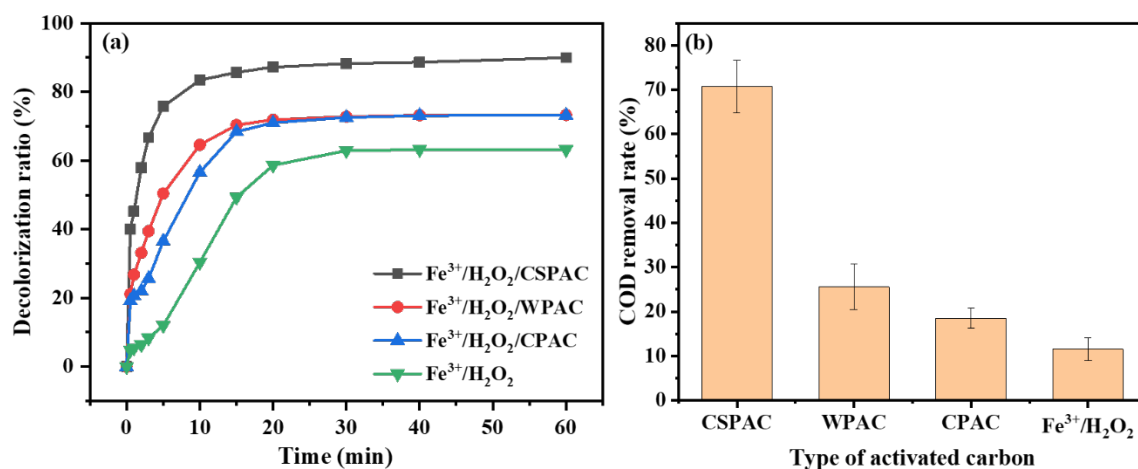 (a)
Decolorization ratio (%)
100
80
60
40
20
0
Fe³⁺/H₂O₂/CSPAC
Fe³⁺/H₂O₂/WPAC
Fe³⁺/H₂O₂/CPAC
Fe³⁺/H₂O₂
0 10 20 30 40 50 60
Time (min)
(b)
COD removal rate (%)
80
70
60
50
40
30
20
10
0
CSPAC WPAC CPAC Fe³⁺/H₂O₂
Type of activated carbon